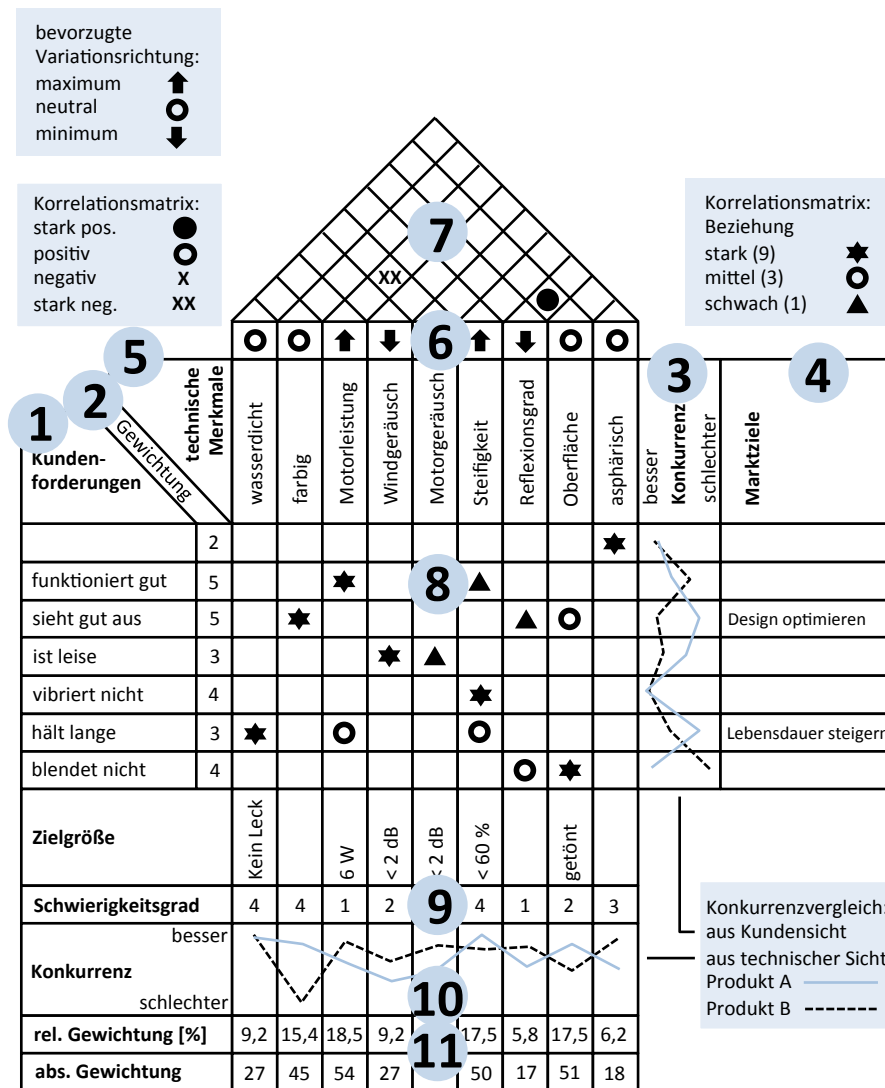 bevorzugte
Variationsrichtung:
maximum
neutral
minimum
Korrelationsmatrix:
stark pos.
positiv
negativ X
stark neg. XX
Korrelationsmatrix:
Beziehung
stark (9)
mittel (3)
schwach (1)
7
XX
6
5
2
1
3
4
Kunden-
forderungen
Gewichtung
technische
Merkmale
wasserdicht
farbig
Motorleistung
Windgeräusch
Motorgeräusch
Steifigkeit
Reflexionsgrad
Oberfläche
asphärisch
besser
Konkurrenz
schlechter
Marktziele
2
funktioniert gut 5
8
sieht gut aus 5 Design optimieren
ist leise 3
vibriert nicht 4
hält lange 3 Lebensdauer steigern
blendet nicht 4
Zielgröße
Kein Leck
6 W
< 2 dB
< 2 dB
< 60 %
getönt
Schwierigkeitsgrad 4 4 1 2 9 4 1 2 3
besser
Konkurrenz
schlechter
10
rel. Gewichtung [%] 9,2 15,4 18,5 9,2 17,5 5,8 17,5 6,2
11
abs. Gewichtung 27 45 54 27 50 17 51 18
Konkurrenzvergleich:
aus Kundensicht
aus technischer Sicht
Produkt A
Produkt B